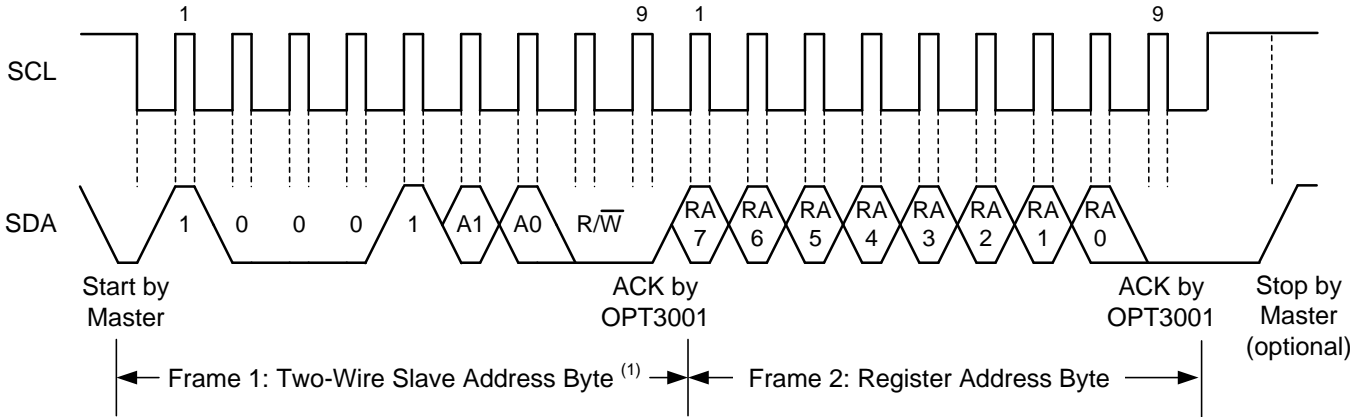 1 9 1 9
SCL
SDA
1 0 0 0 1 A1 A0 R/W̅ RA 7 RA 6 RA 5 RA 4 RA 3 RA 2 RA 1 RA 0
Start by
Master
ACK by
OPT3001
ACK by
OPT3001
Stop by
Master
(optional)
Frame 1: Two-Wire Slave Address Byte (1)
Frame 2: Register Address Byte